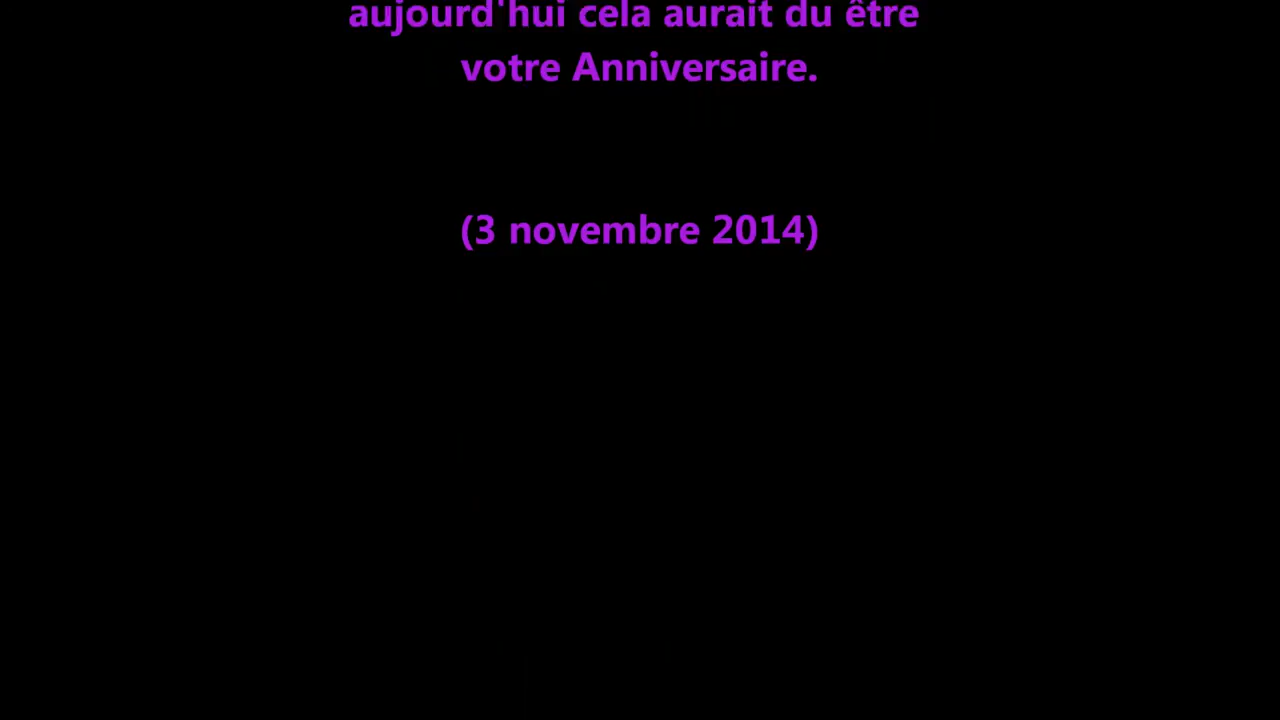 aujourd'hui cela aurait du être
votre Anniversaire.
(3 novembre 2014)